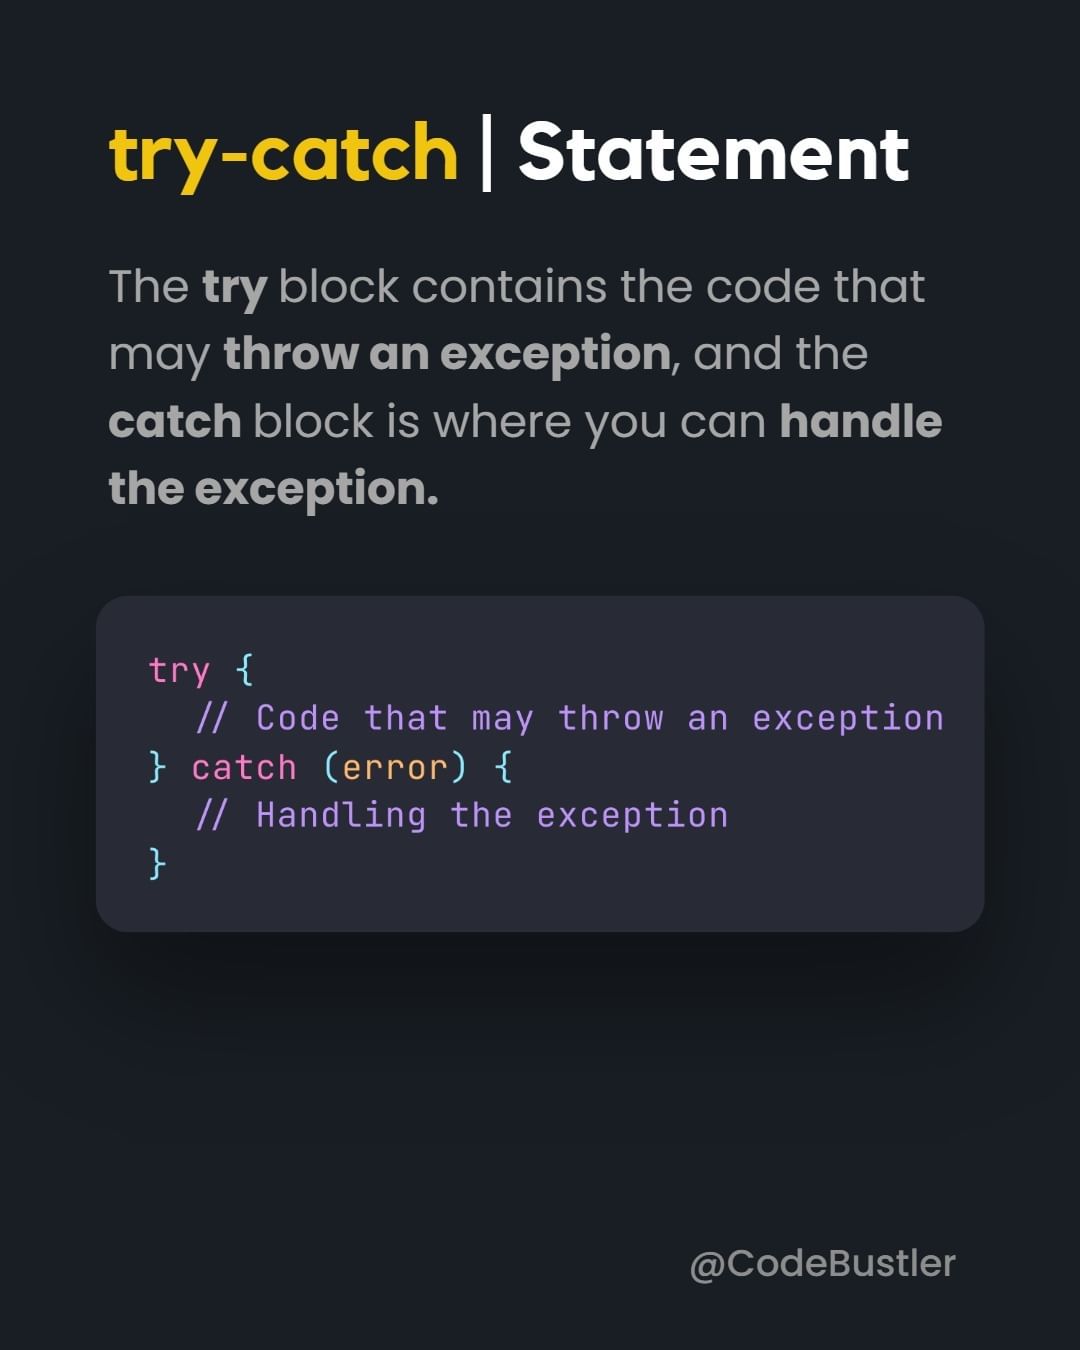 try-catch | Statement
The try block contains the code that
may throw an exception, and the
catch block is where you can handle
the exception.
try {
// Code that may throw an exception
} catch (error) {
// Handling the exception
}
@CodeBustler